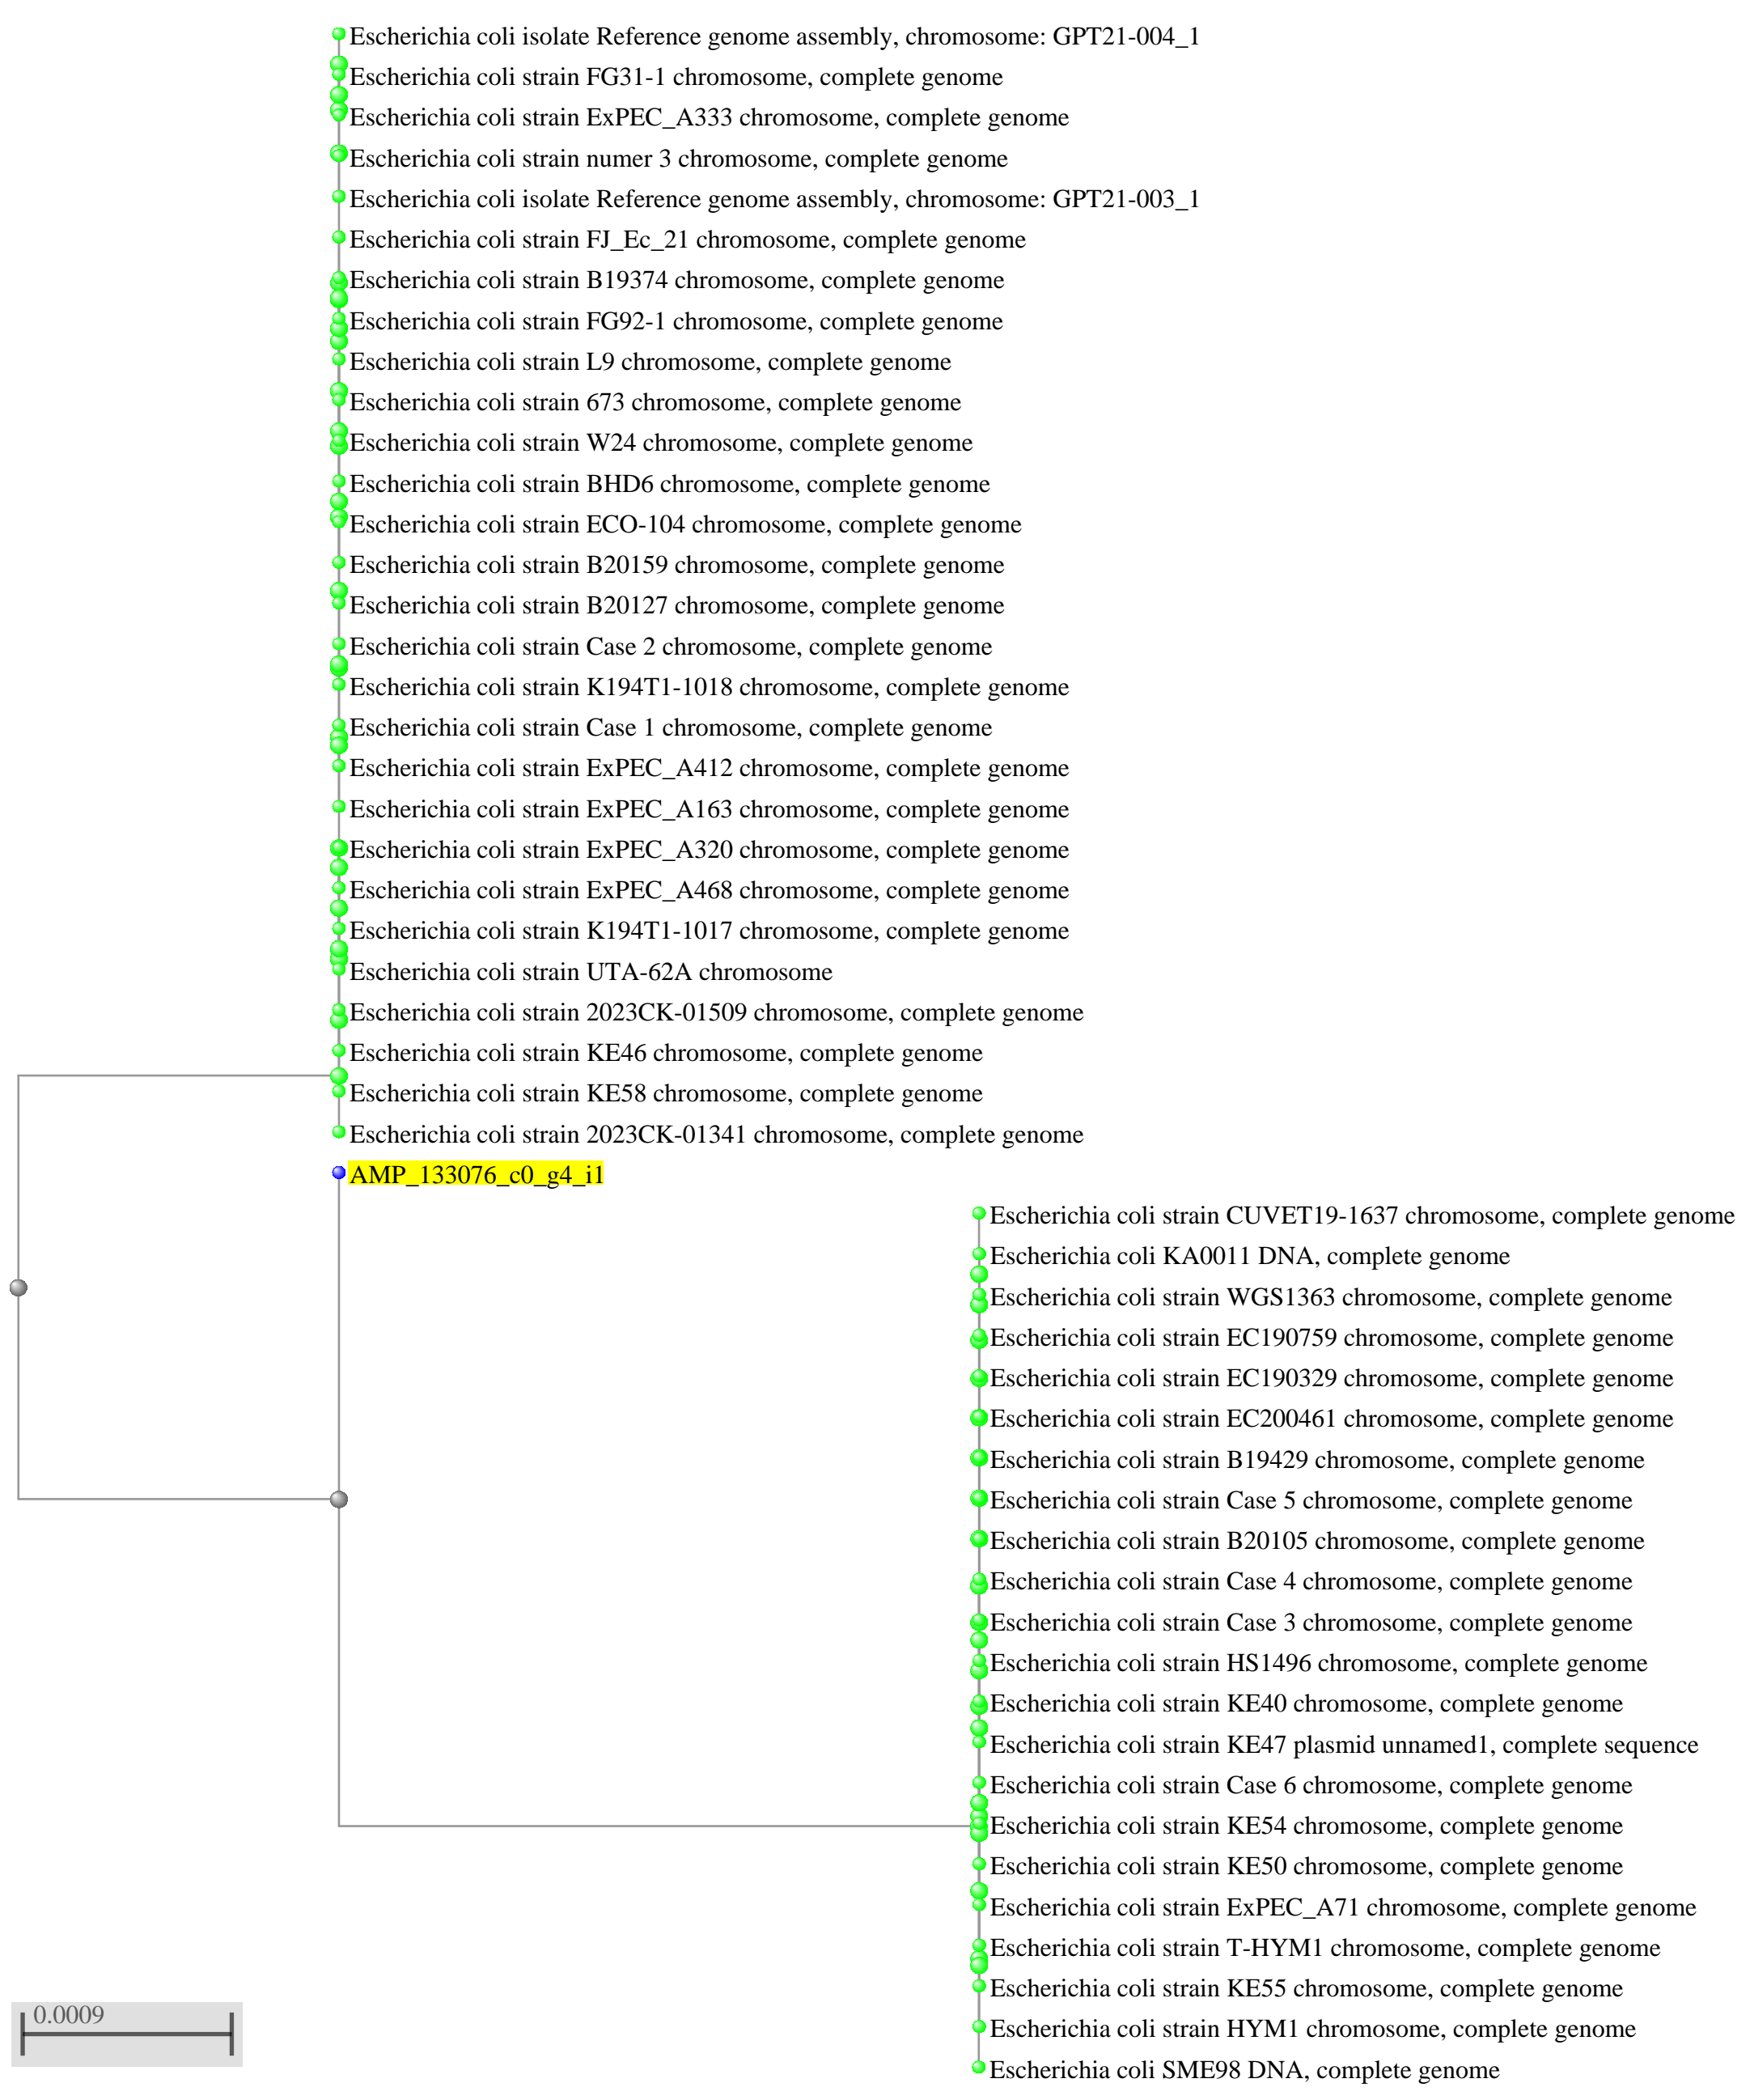 Escherichia coli isolate Reference genome assembly, chromosome: GPT21-004_1
Escherichia coli strain FG31-1 chromosome, complete genome
Escherichia coli strain ExPEC_A333 chromosome, complete genome
Escherichia coli strain numer 3 chromosome, complete genome
Escherichia coli isolate Reference genome assembly, chromosome: GPT21-003_1
Escherichia coli strain FJ_Ec_21 chromosome, complete genome
Escherichia coli strain B19374 chromosome, complete genome
Escherichia coli strain FG92-1 chromosome, complete genome
Escherichia coli strain L9 chromosome, complete genome
Escherichia coli strain 673 chromosome, complete genome
Escherichia coli strain W24 chromosome, complete genome
Escherichia coli strain BHD6 chromosome, complete genome
Escherichia coli strain ECO-104 chromosome, complete genome
Escherichia coli strain B20159 chromosome, complete genome
Escherichia coli strain B20127 chromosome, complete genome
Escherichia coli strain Case 2 chromosome, complete genome
Escherichia coli strain K194T1-1018 chromosome, complete genome
Escherichia coli strain Case 1 chromosome, complete genome
Escherichia coli strain ExPEC_A412 chromosome, complete genome
Escherichia coli strain ExPEC_A163 chromosome, complete genome
Escherichia coli strain ExPEC_A320 chromosome, complete genome
Escherichia coli strain ExPEC_A468 chromosome, complete genome
Escherichia coli strain K194T1-1017 chromosome, complete genome
Escherichia coli strain UTA-62A chromosome
Escherichia coli strain 2023CK-01509 chromosome, complete genome
Escherichia coli strain KE46 chromosome, complete genome
Escherichia coli strain KE58 chromosome, complete genome
Escherichia coli strain 2023CK-01341 chromosome, complete genome
AMP_133076_c0_g4_i1
Escherichia coli strain CUVET19-1637 chromosome, complete genome
Escherichia coli KA0011 DNA, complete genome
Escherichia coli strain WGS1363 chromosome, complete genome
Escherichia coli strain EC190759 chromosome, complete genome
Escherichia coli strain EC190329 chromosome, complete genome
Escherichia coli strain EC200461 chromosome, complete genome
Escherichia coli strain B19429 chromosome, complete genome
Escherichia coli strain Case 5 chromosome, complete genome
Escherichia coli strain B20105 chromosome, complete genome
Escherichia coli strain Case 4 chromosome, complete genome
Escherichia coli strain Case 3 chromosome, complete genome
Escherichia coli strain HS1496 chromosome, complete genome
Escherichia coli strain KE40 chromosome, complete genome
Escherichia coli strain KE47 plasmid unnamed1, complete sequence
Escherichia coli strain Case 6 chromosome, complete genome
Escherichia coli strain KE54 chromosome, complete genome
Escherichia coli strain KE50 chromosome, complete genome
Escherichia coli strain ExPEC_A71 chromosome, complete genome
Escherichia coli strain T-HYM1 chromosome, complete genome
Escherichia coli strain KE55 chromosome, complete genome
Escherichia coli strain HYM1 chromosome, complete genome
Escherichia coli SME98 DNA, complete genome
0.0009